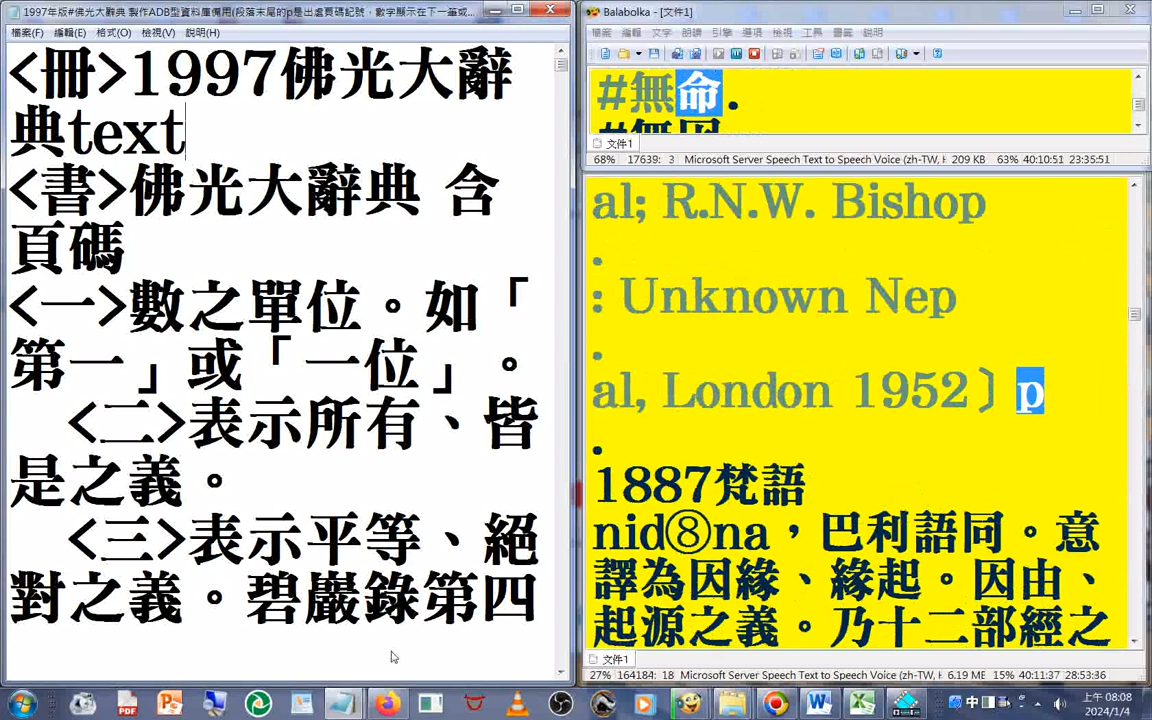 1997年版#佛光大辭典 製作ADB型資料庫備用(段落末尾的p是出處頁碼記號，數字顯示在下一筆或...
檔案(F) 編輯(E) 格式(O) 檢視(V) 說明(H)
<冊>1997佛光大辭
典text
<書>佛光大辭典 含
頁碼
<一>數之單位。如「
第一」或「一位」。
<二>表示所有、皆
是之義。
<三>表示平等、絕
對之義。碧巖錄第四
Balabolka - [文件1]
檔案 編輯 文字 朗讀 引擎 選項 檢視 工具 書籤 說明
#無命.
#無因
文件1
68% 17639: 3 Microsoft Server Speech Text to Speech Voice (zh-TW, H 209 KB 63% 40:10:51 23:35:51
al; R.N.W. Bishop
.
: Unknown Nep
.
al, London 1952〕p
.
1887梵語
nid⑧na，巴利語同。意
譯為因緣、緣起。因由、
起源之義。乃十二部經之
文件1
27% 164184: 18 Microsoft Server Speech Text to Speech Voice (zh-TW, H 6.19 ME 15% 40:11:37 28:53:36
中
上午 08:08
2024/1/4